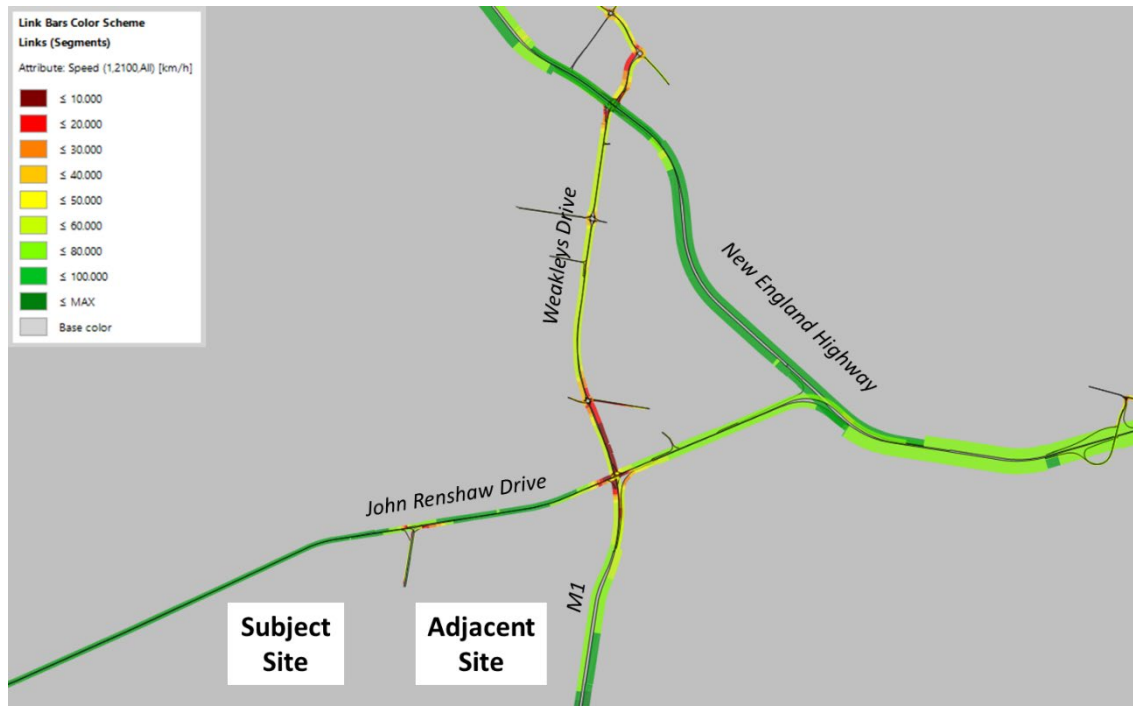 Link Bars Color Scheme
Links (Segments)
Attribute: Speed (1,2100,All) [km/h]
≤ 10.000
≤ 20.000
≤ 30.000
≤ 40.000
≤ 50.000
≤ 60.000
≤ 80.000
≤ 100.000
≤ MAX
Base color
Weakleys Drive
New England Highway
John Renshaw Drive
M1
Subject
Site
Adjacent
Site